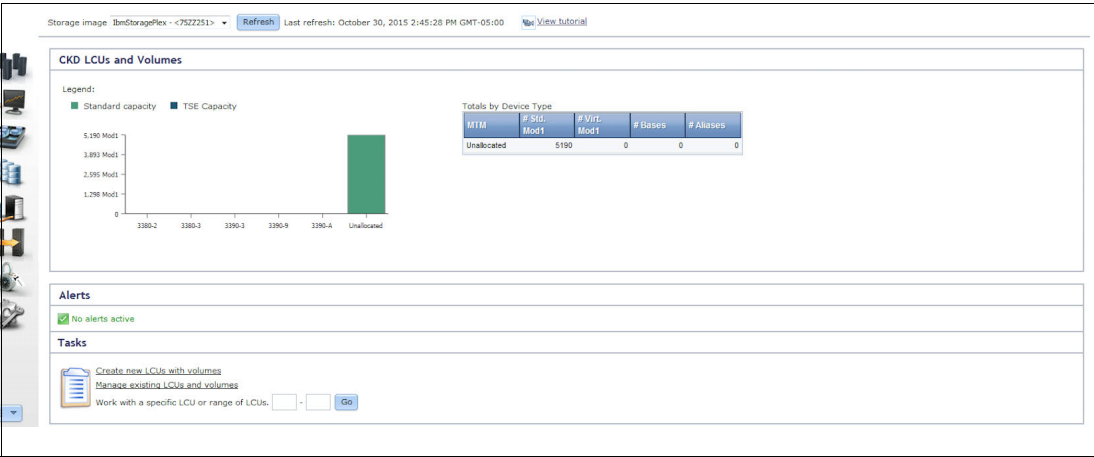 Storage image IbmStoragePlex - <75ZZ251> Refresh Last refresh: October 30, 2015 2:45:28 PM GMT-05:00 View tutorial
CKD LCUs and Volumes
Legend:
Standard capacity TSE Capacity
5.190 Mod1
3.893 Mod1
2.595 Mod1
1.298 Mod1
0
3380-2 3380-3 3390-3 3390-9 3390-A Unallocated
Totals by Device Type
MTM # Std. Mod1 # Virt. Mod1 # Bases # Aliases
Unallocated 5190 0 0 0
Alerts
No alerts active
Tasks
Create new LCUs with volumes
Manage existing LCUs and volumes
Work with a specific LCU or range of LCUs. - Go